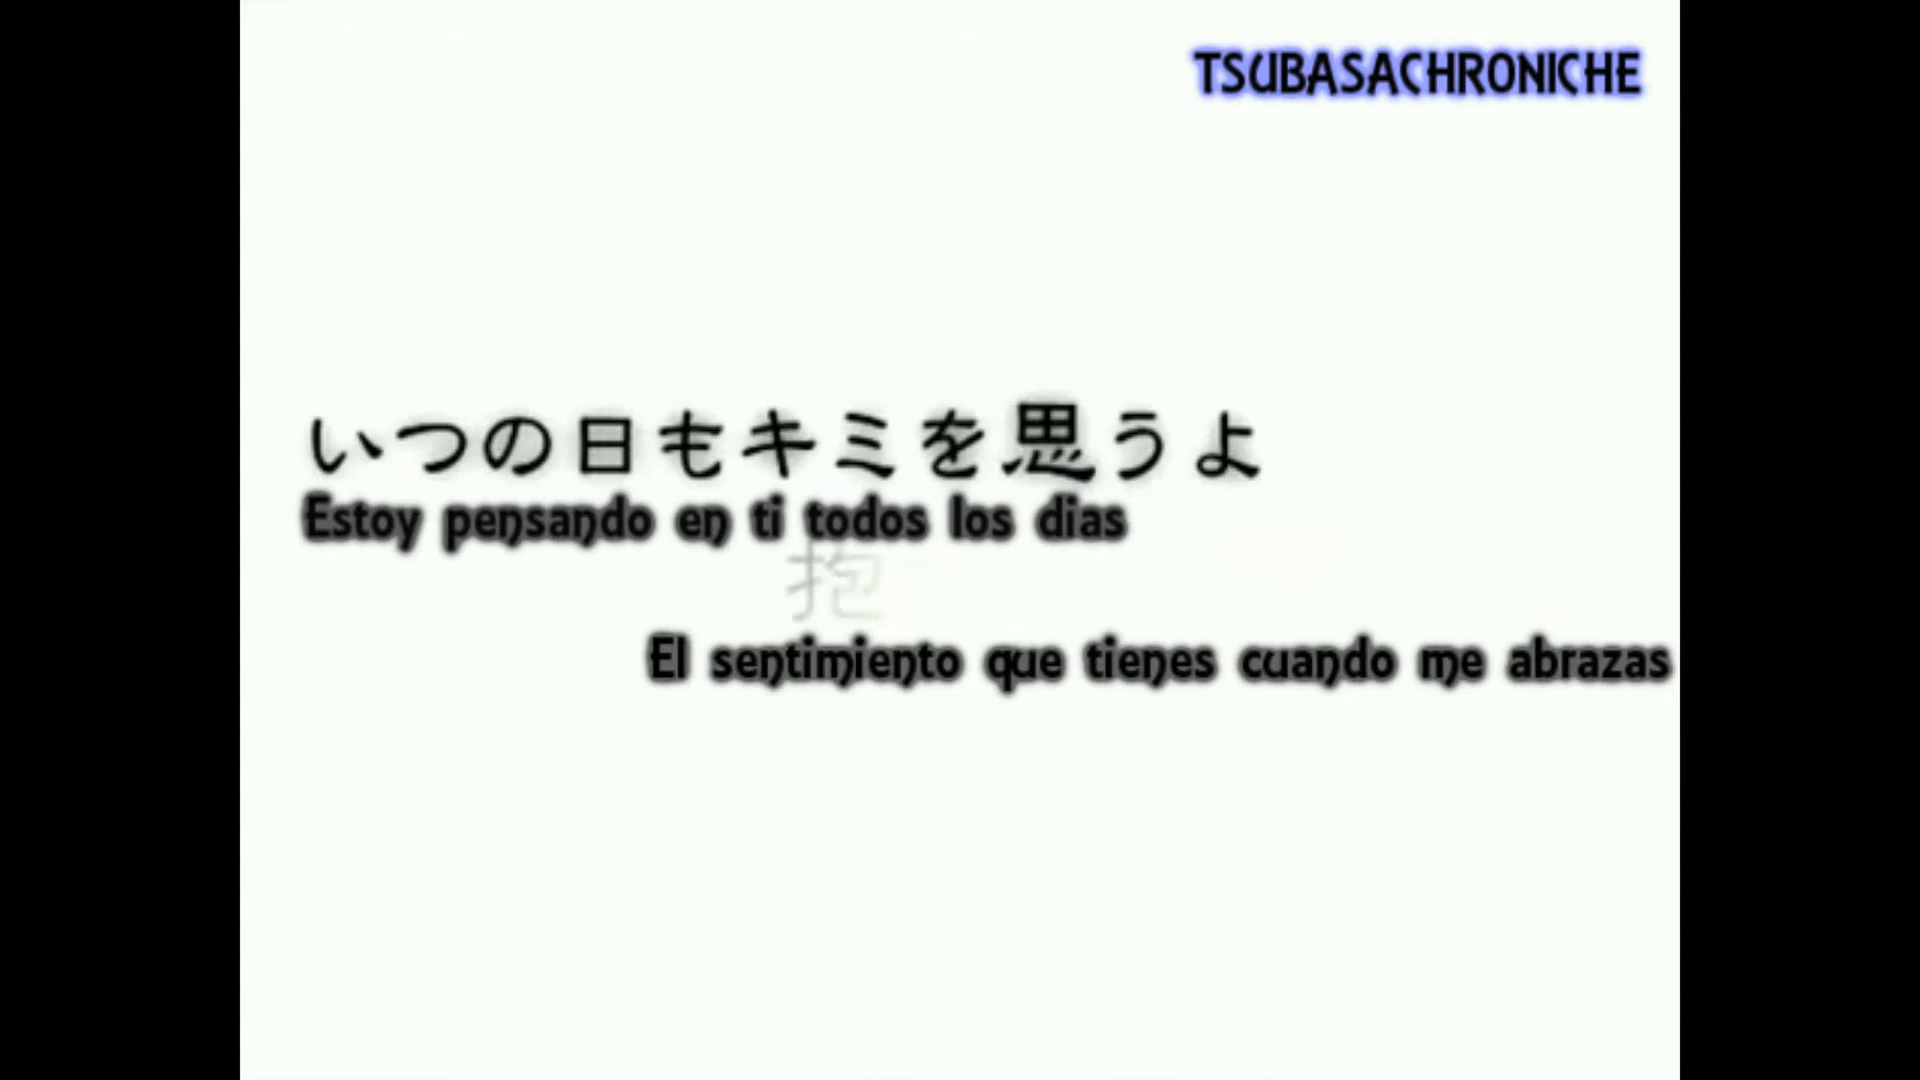 TSUBASACHRONICHE
いつの日もキミを思うよ
Estoy pensando en ti todos los dias
抱
El sentimiento que tienes cuando me abrazas